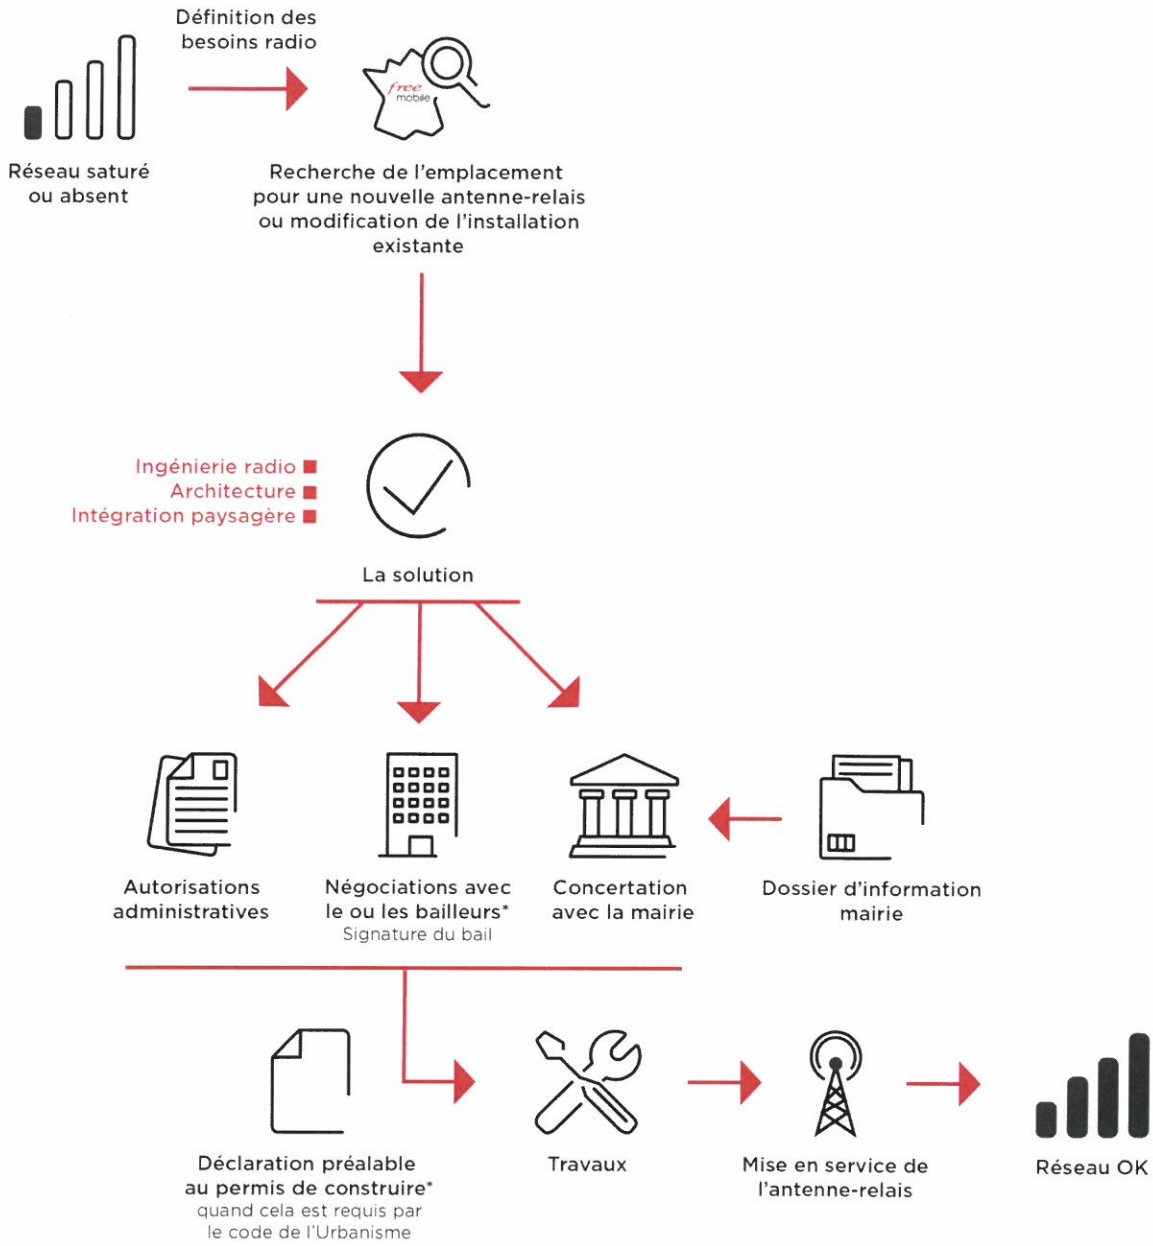 Définition des
besoins radio
free
mobile
Réseau saturé
ou absent
Recherche de l'emplacement
pour une nouvelle antenne-relais
ou modification de l'installation
existante
Ingénierie radio
Architecture
Intégration paysagère
La solution
Autorisations
administratives
Négociations avec
le ou les bailleurs*
Signature du bail
Concertation
avec la mairie
Dossier d'information
mairie
Déclaration préalable
au permis de construire*
quand cela est requis par
le code de l'Urbanisme
Travaux
Mise en service de
l'antenne-relais
Réseau OK